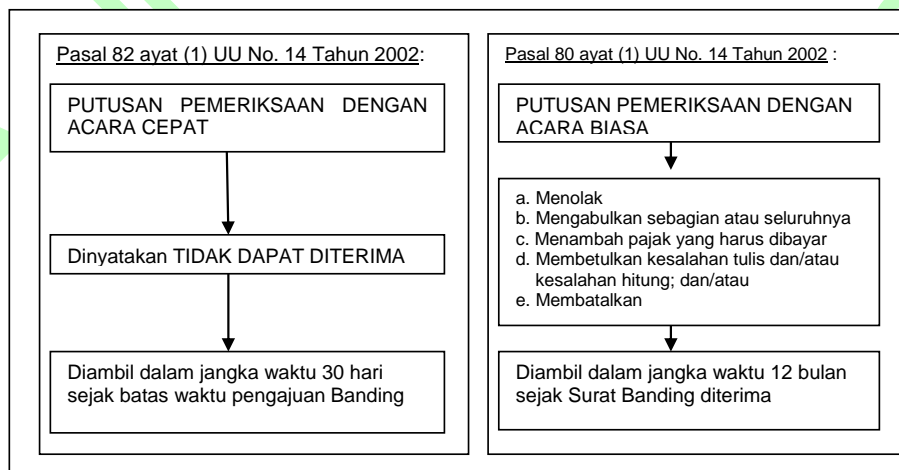 Pasal 82 ayat (1) UU No. 14 Tahun 2002:
PUTUSAN PEMERIKSAAN DENGAN
ACARA CEPAT
Dinyatakan TIDAK DAPAT DITERIMA
Diambil dalam jangka waktu 30 hari
sejak batas waktu pengajuan Banding
Pasal 80 ayat (1) UU No. 14 Tahun 2002 :
PUTUSAN PEMERIKSAAN DENGAN
ACARA BIASA
a. Menolak
b. Mengabulkan sebagian atau seluruhnya
c. Menambah pajak yang harus dibayar
d. Membetulkan kesalahan tulis dan/atau
kesalahan hitung; dan/atau
e. Membatalkan
Diambil dalam jangka waktu 12 bulan
sejak Surat Banding diterima